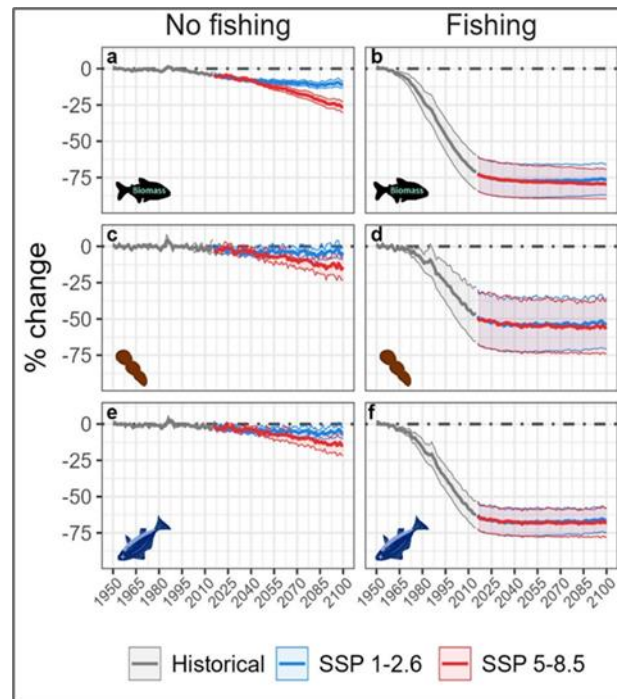 No fishing
Fishing
a
b
0
-25
-50
-75
Biomass
Biomass
c
d
% change
0
-25
-50
-75
e
f
0
-25
-50
-75
1950 1965 1980 1995 2010 2025 2040 2055 2070 2085 2100
1950 1965 1980 1995 2010 2025 2040 2055 2070 2085 2100
Historical SSP 1-2.6 SSP 5-8.5